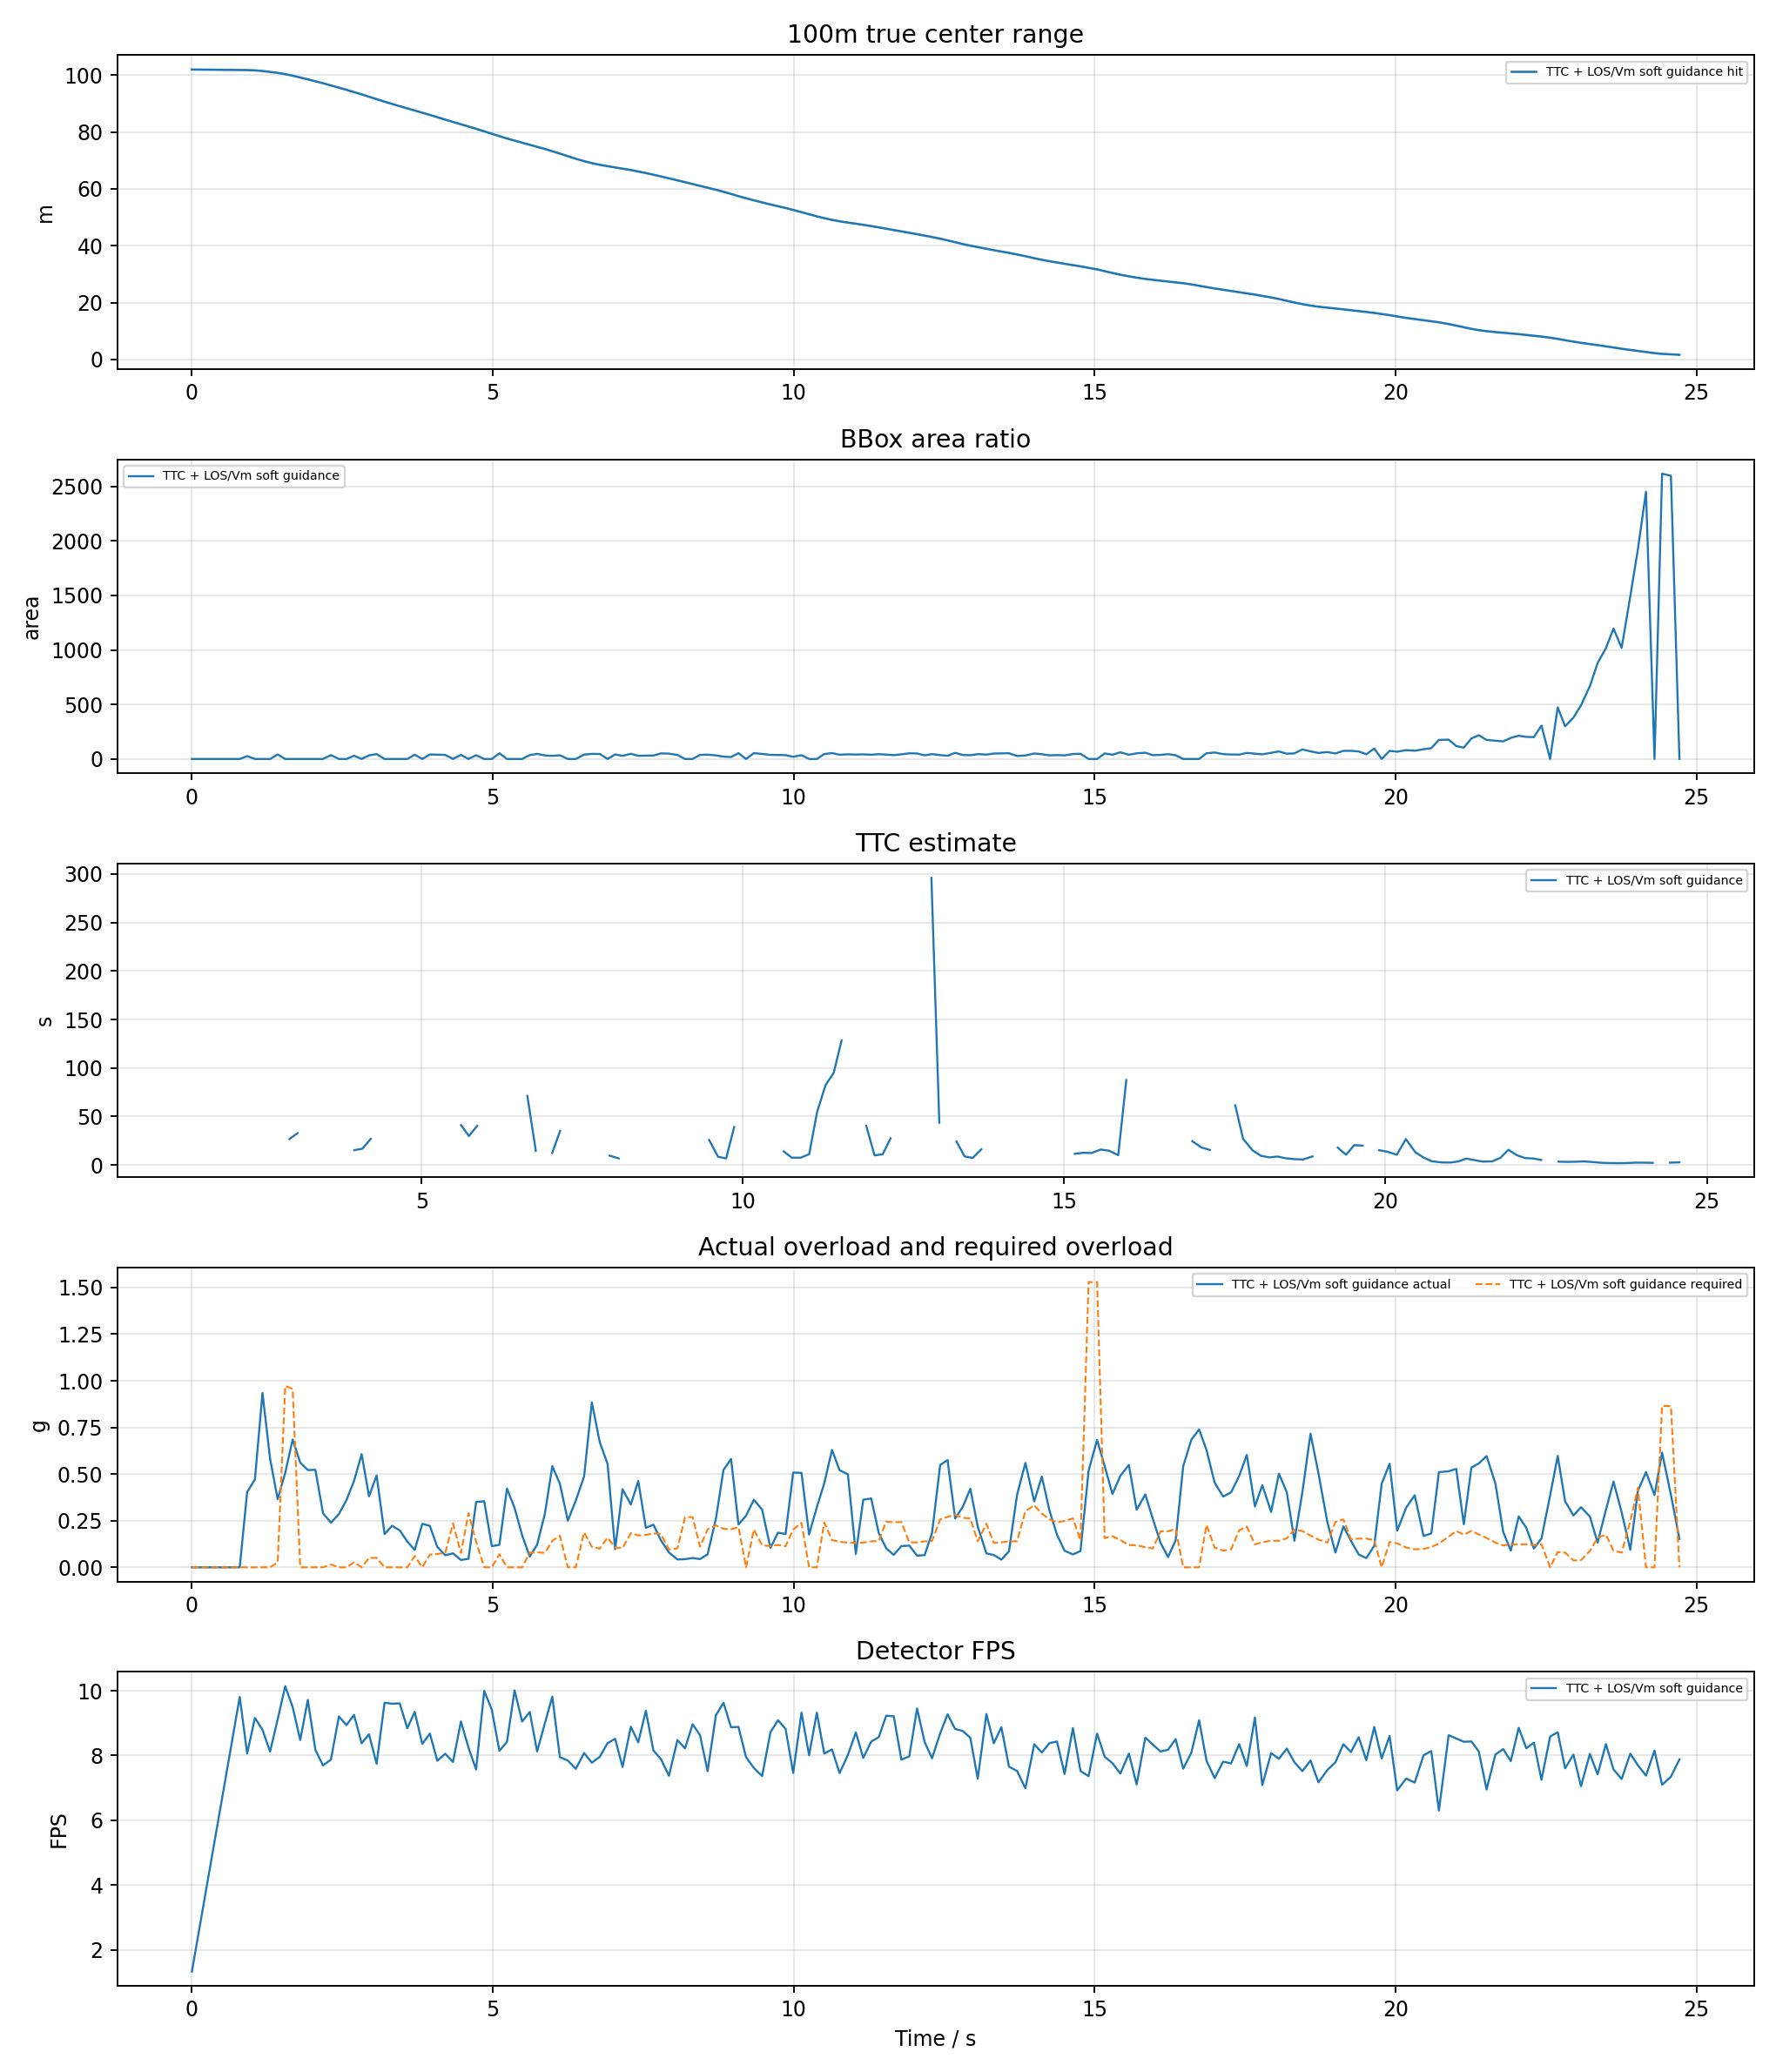 100m true center range
TTC + LOS/Vm soft guidance hit
m
100
80
60
40
20
0
0 5 10 15 20 25
BBox area ratio
TTC + LOS/Vm soft guidance
area
2500
2000
1500
1000
500
0
0 5 10 15 20 25
TTC estimate
TTC + LOS/Vm soft guidance
s
300
250
200
150
100
50
0
5 10 15 20 25
Actual overload and required overload
TTC + LOS/Vm soft guidance actual TTC + LOS/Vm soft guidance required
g
1.50
1.25
1.00
0.75
0.50
0.25
0.00
0 5 10 15 20 25
Detector FPS
TTC + LOS/Vm soft guidance
FPS
10
8
6
4
2
0 5 10 15 20 25
Time / s